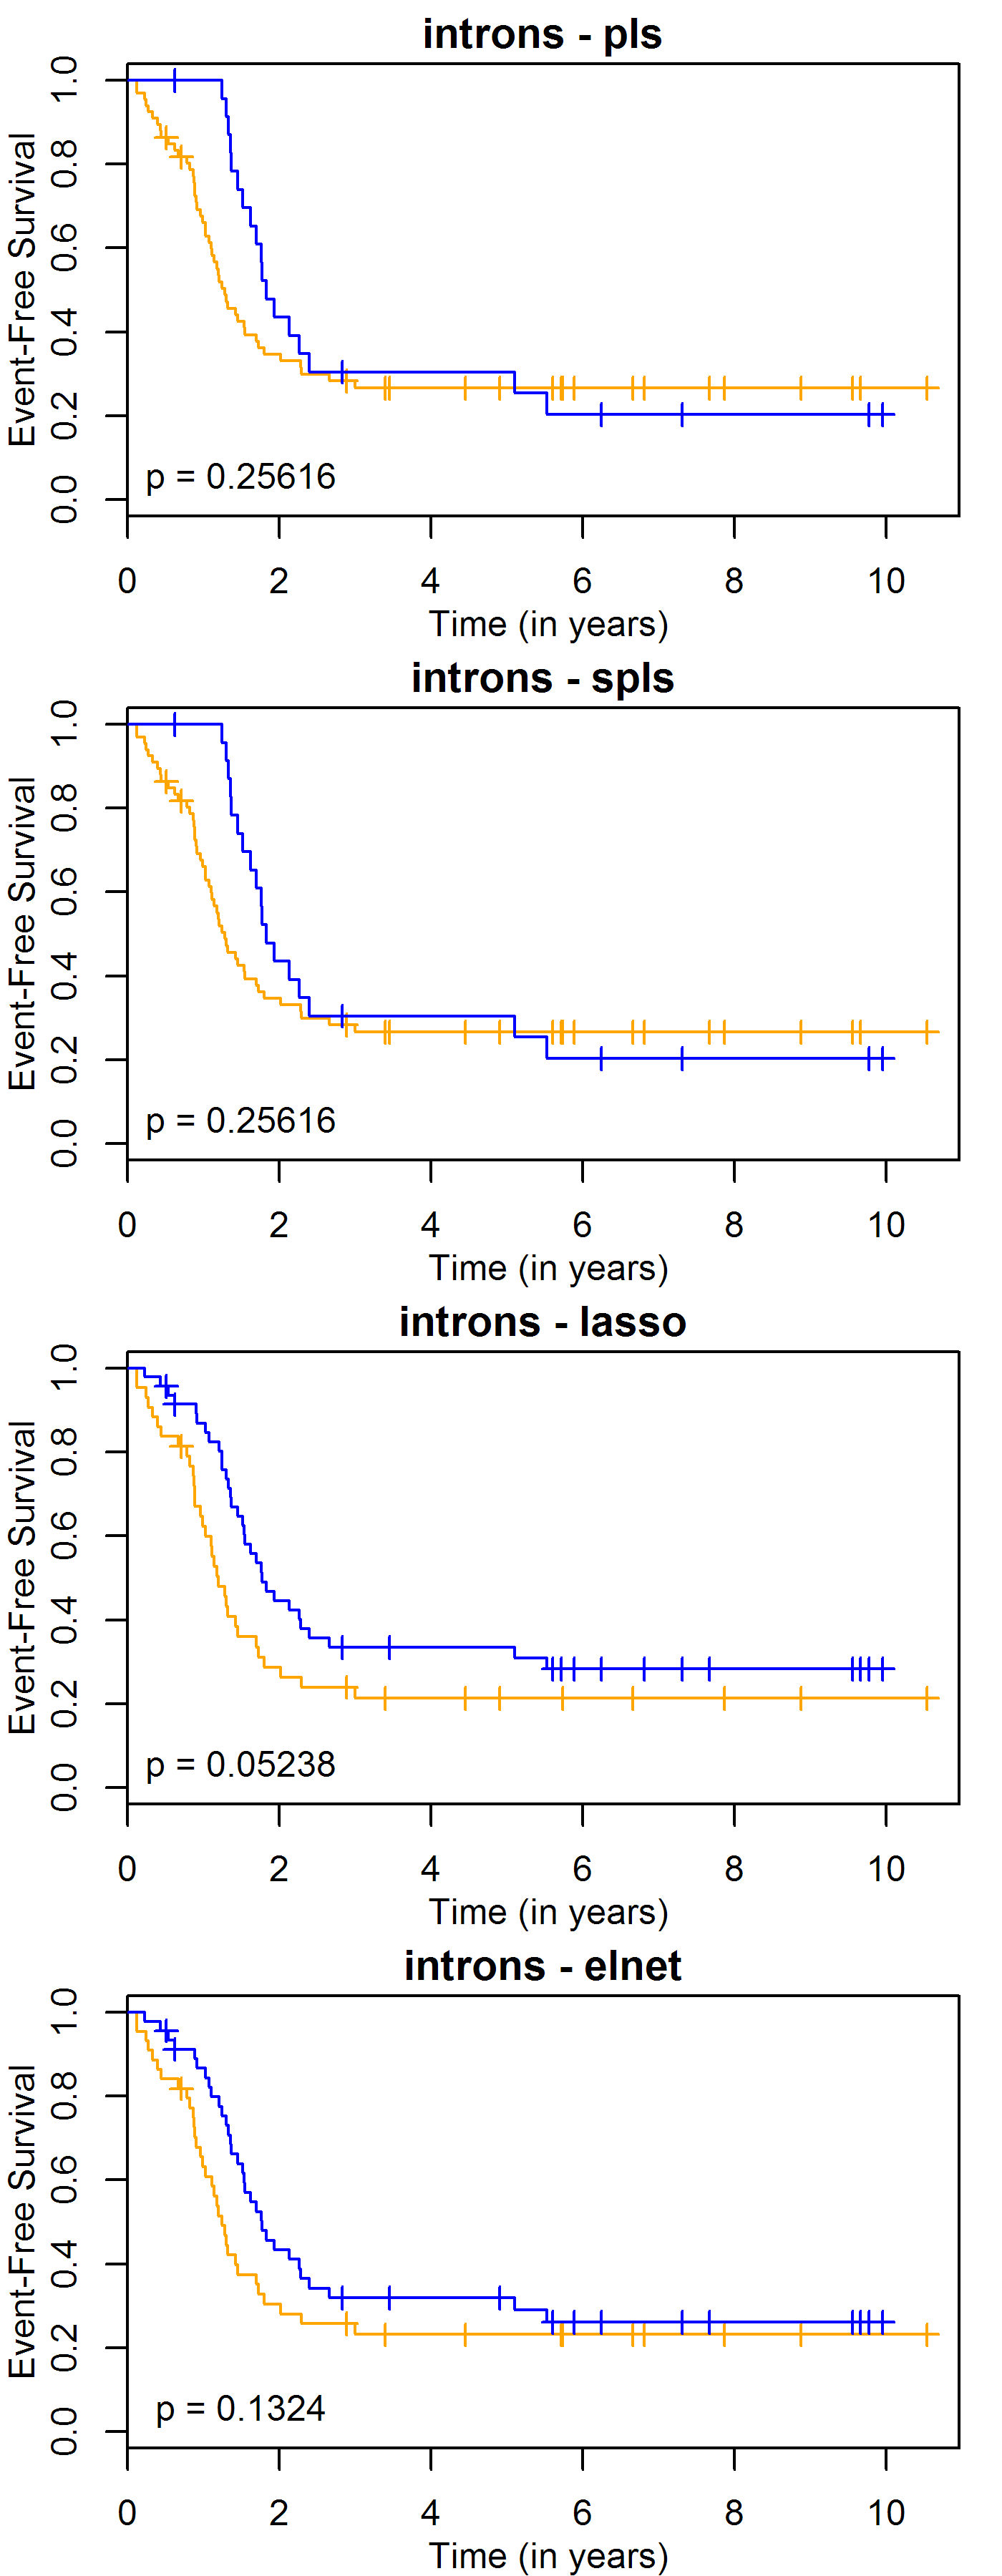 introns - pls
Event-Free Survival
1.0
0.8
0.6
0.4
0.2
0.0
p = 0.25616
0 2 4 6 8 10
Time (in years)
introns - spls
Event-Free Survival
1.0
0.8
0.6
0.4
0.2
0.0
p = 0.25616
0 2 4 6 8 10
Time (in years)
introns - lasso
Event-Free Survival
1.0
0.8
0.6
0.4
0.2
0.0
p = 0.05238
0 2 4 6 8 10
Time (in years)
introns - elnet
Event-Free Survival
1.0
0.8
0.6
0.4
0.2
0.0
p = 0.1324
0 2 4 6 8 10
Time (in years)